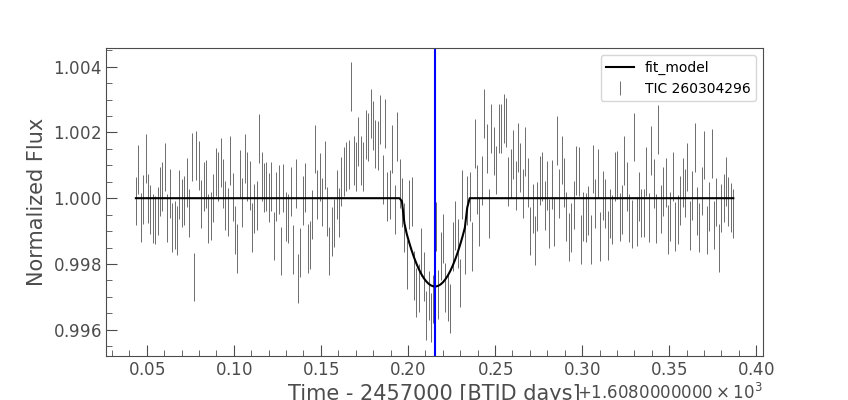 fit_model
TIC 260304296
1.004
1.002
1.000
0.998
0.996
Normalized Flux
0.05 0.10 0.15 0.20 0.25 0.30 0.35 0.40
Time - 2457000 [BTJD days]
+1.6080000000 × 10³